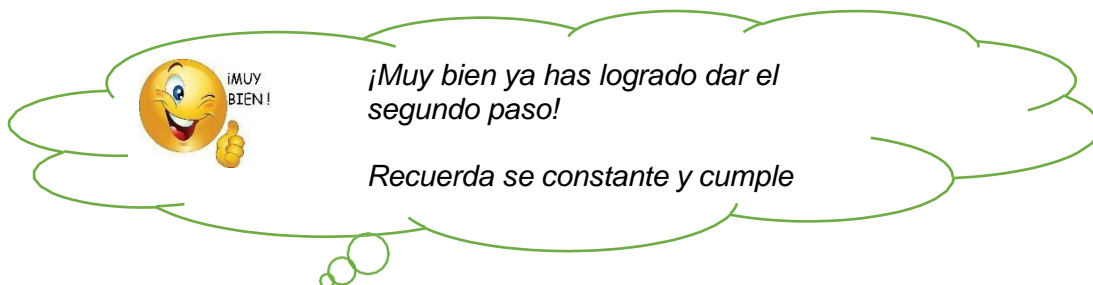 ¡MUY
BIEN!
¡Muy bien ya has logrado dar el
segundo paso!
Recuerda se constante y cumple